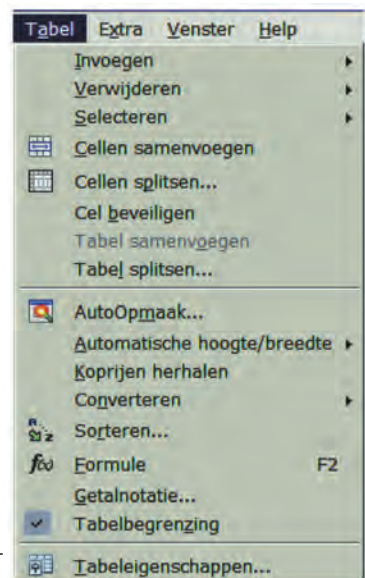 Tabel Extra Venster Help
Invoegen
Verwijderen
Selecteren
Cellen samenvoegen
Cellen splitsen...
Cel beveiligen
Tabel samenvoegen
Tabel splitsen...
AutoOpmaak...
Automatische hoogte/breedte
Koprijen herhalen
Converteren
Sorteren...
Formule F2
Getalnotatie...
Tabelbegrenzing
Tabeleigenschappen...